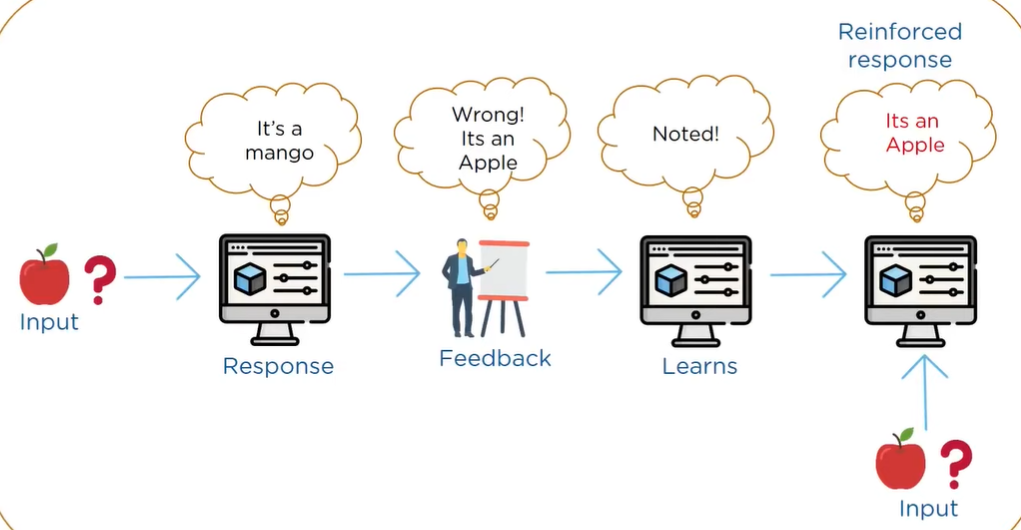 Reinforced
response
It's a
mango
Wrong!
Its an
Apple
Noted!
Its an
Apple
?
Input
Response
Feedback
Learns
?
Input